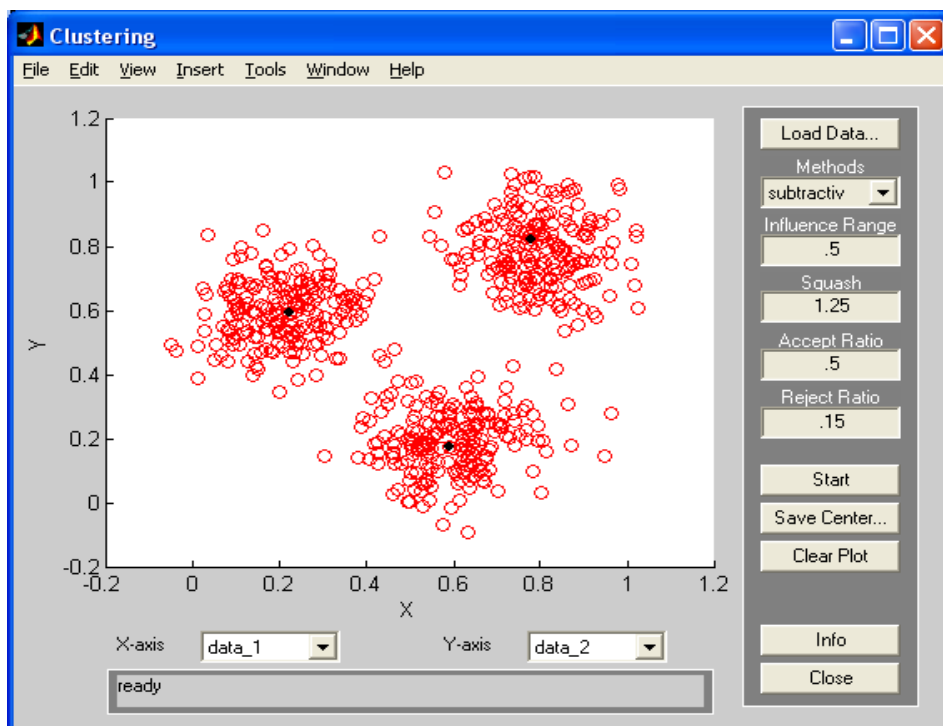 Clustering
File Edit View Insert Tools Window Help
1.2
1
0.8
0.6
0.4
0.2
0
-0.2
Y
-0.2 0 0.2 0.4 0.6 0.8 1 1.2
X
X-axis data_1 Y-axis data_2
ready
Load Data...
Methods
subtractiv
Influence Range
.5
Squash
1.25
Accept Ratio
.5
Reject Ratio
.15
Start
Save Center...
Clear Plot
Info
Close